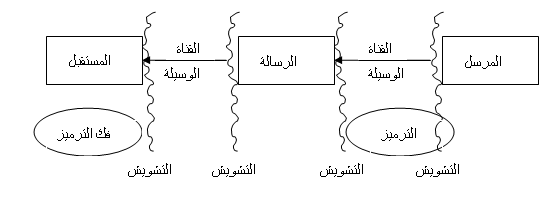 المرسل
القناة
الوسيلة
الرسالة
القناة
الوسيلة
المستقبل
الترميز
فك الترميز
التشويش
التشويش
التشويش
التشويش